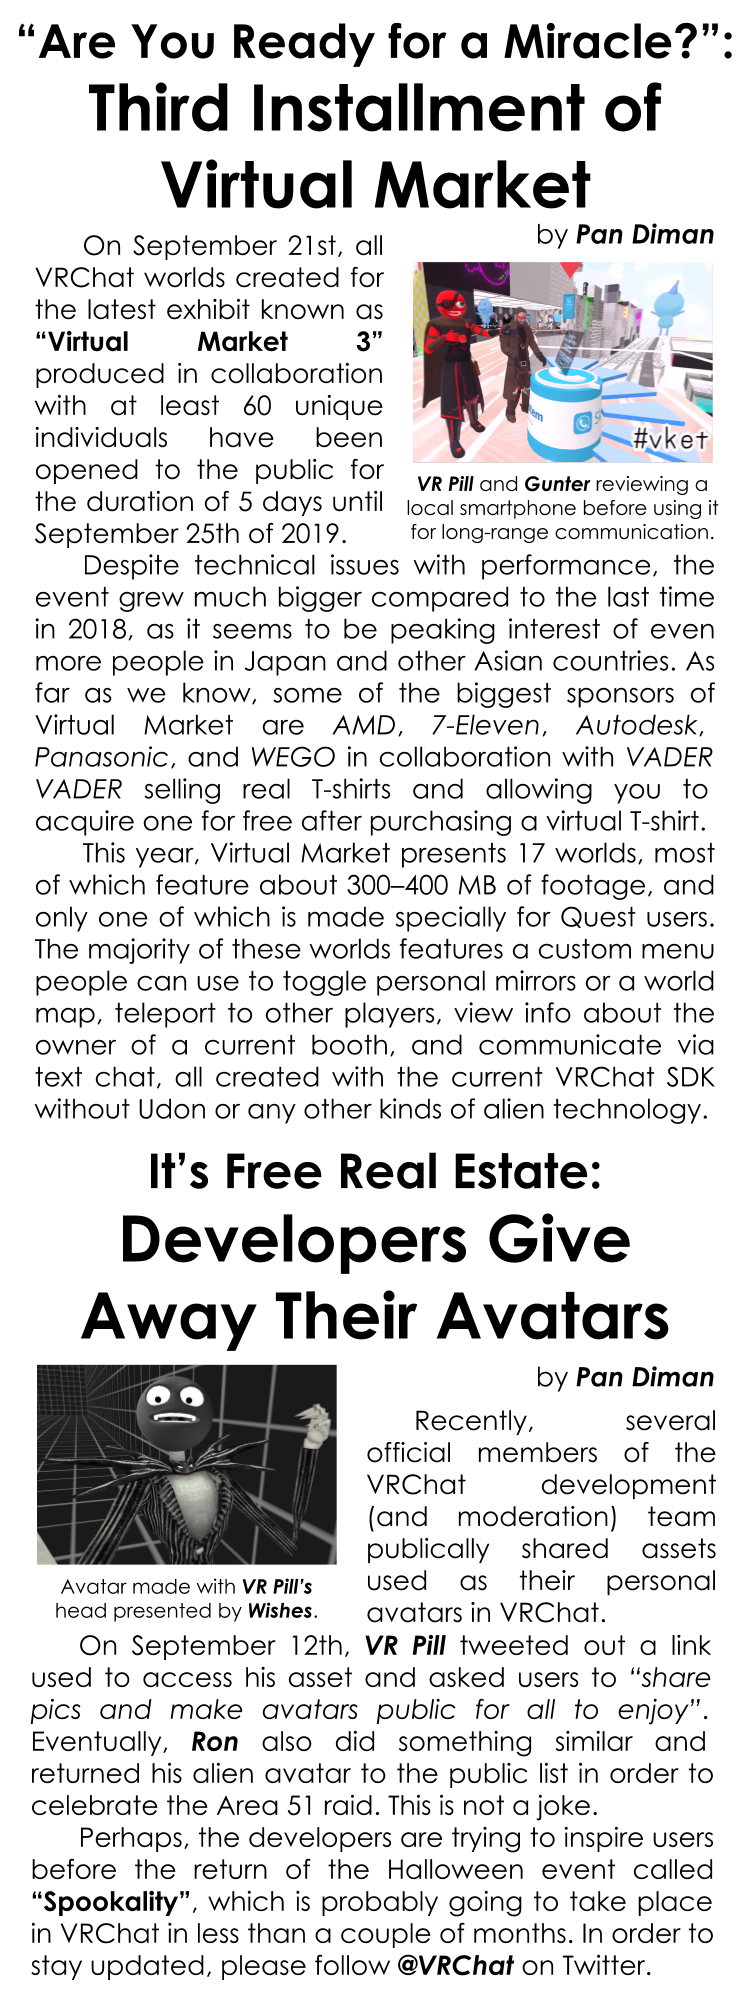 “Are You Ready for a Miracle?”:
Third Installment of
Virtual Market
by Pan Diman
On September 21st, all
VRChat worlds created for
the latest exhibit known as
“Virtual Market 3”
produced in collaboration
with at least 60 unique
individuals have been
opened to the public for
the duration of 5 days until
September 25th of 2019.
#vket
VR Pill and Gunter reviewing a
local smartphone before using it
for long-range communication.
Despite technical issues with performance, the
event grew much bigger compared to the last time
in 2018, as it seems to be peaking interest of even
more people in Japan and other Asian countries. As
far as we know, some of the biggest sponsors of
Virtual Market are AMD, 7-Eleven, Autodesk,
Panasonic, and WEGO in collaboration with VADER
VADER selling real T-shirts and allowing you to
acquire one for free after purchasing a virtual T-shirt.
This year, Virtual Market presents 17 worlds, most
of which feature about 300–400 MB of footage, and
only one of which is made specially for Quest users.
The majority of these worlds features a custom menu
people can use to toggle personal mirrors or a world
map, teleport to other players, view info about the
owner of a current booth, and communicate via
text chat, all created with the current VRChat SDK
without Udon or any other kinds of alien technology.
It’s Free Real Estate:
Developers Give
Away Their Avatars
by Pan Diman
Avatar made with VR Pill’s
head presented by Wishes.
Recently, several
official members of the
VRChat development
(and moderation) team
publically shared assets
used as their personal
avatars in VRChat.
On September 12th, VR Pill tweeted out a link
used to access his asset and asked users to “share
pics and make avatars public for all to enjoy”.
Eventually, Ron also did something similar and
returned his alien avatar to the public list in order to
celebrate the Area 51 raid. This is not a joke.
Perhaps, the developers are trying to inspire users
before the return of the Halloween event called
“Spookality”, which is probably going to take place
in VRChat in less than a couple of months. In order to
stay updated, please follow @VRChat on Twitter.